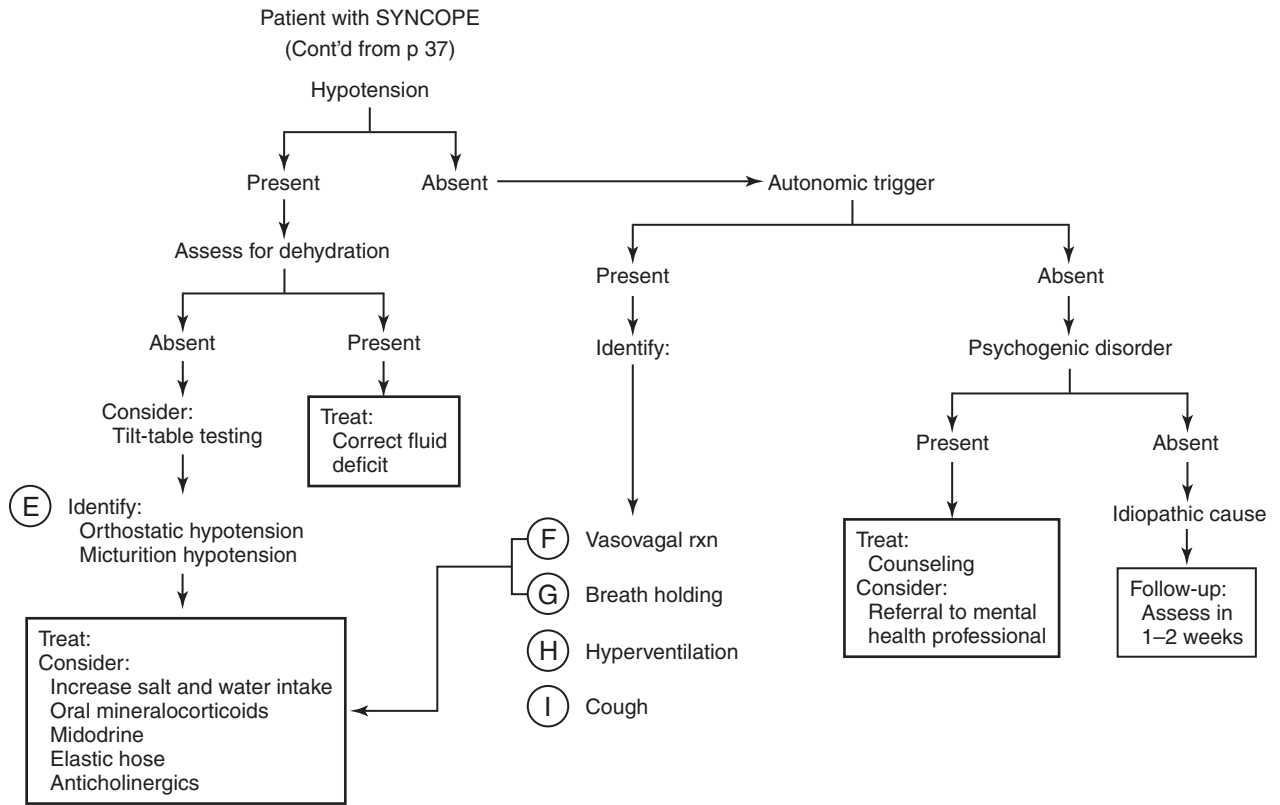 Patient with SYNCOPE
(Cont'd from p 37)
Hypotension
Present
Absent
Autonomic trigger
Assess for dehydration
Present
Absent
Absent
Present
Identify:
Psychogenic disorder
Consider:
Tilt-table testing
Treat:
Correct fluid
deficit
Present
Absent
E
Identify:
Orthostatic hypotension
Micturition hypotension
Idiopathic cause
F
Vasovagal rxn
G
Breath holding
H
Hyperventilation
I
Cough
Treat:
Counseling
Consider:
Referral to mental
health professional
Follow-up:
Assess in
1–2 weeks
Treat:
Consider:
Increase salt and water intake
Oral mineralocorticoids
Midodrine
Elastic hose
Anticholinergics